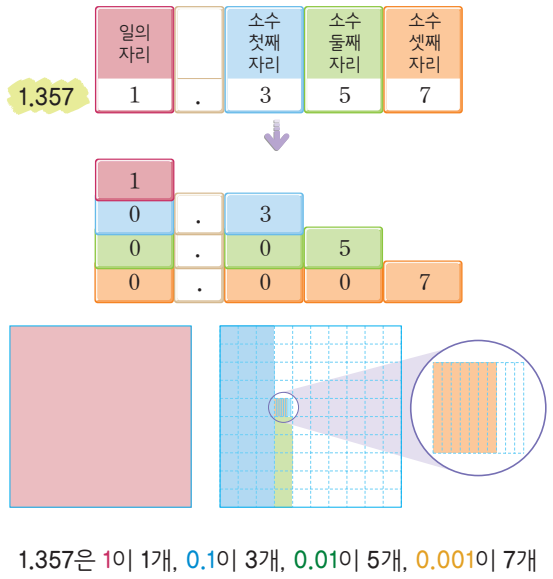 일의 자리 소수 첫째 자리 소수 둘째 자리 소수 셋째 자리
1.357 1 . 3 5 7
1
0 . 3
0 . 0 5
0 . 0 0 7
1.357은 1이 1개, 0.1이 3개, 0.01이 5개, 0.001이 7개